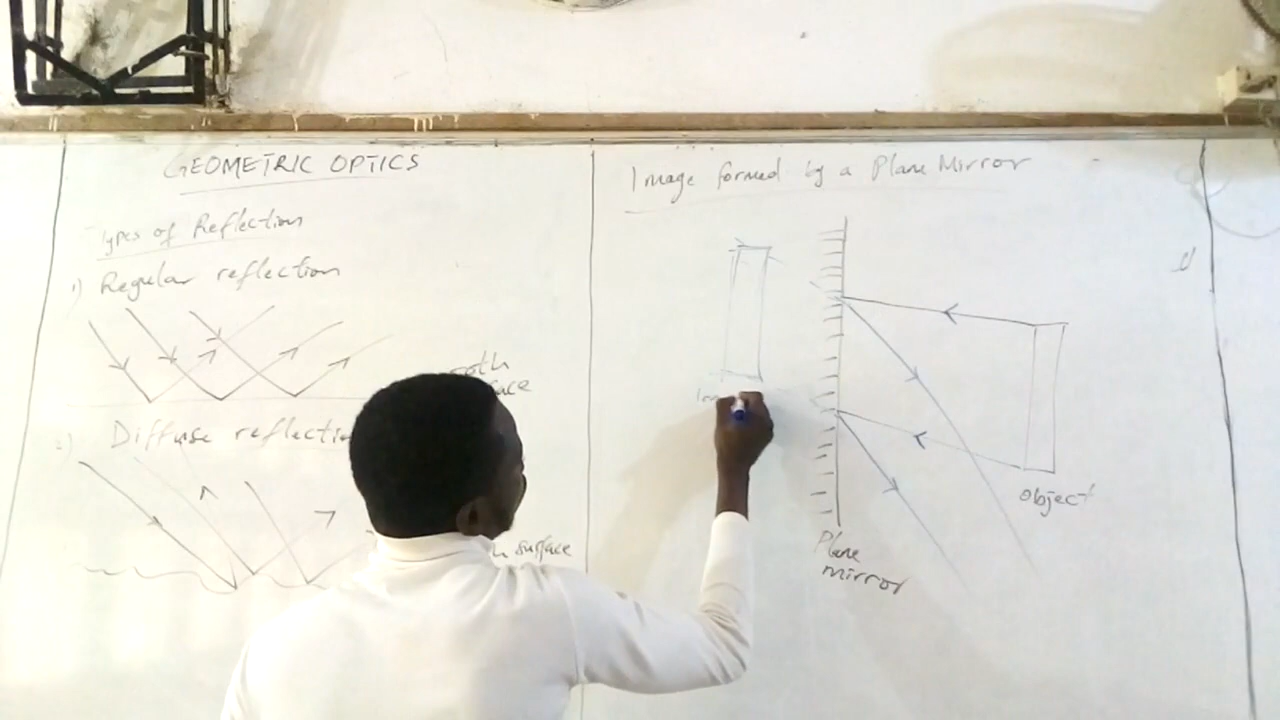 GEOMETRIC OPTICS
Types of Reflection
1) Regular reflection
2) Diffuse reflection
surface
Image formed by a Plane Mirror
Object
Plane
mirror